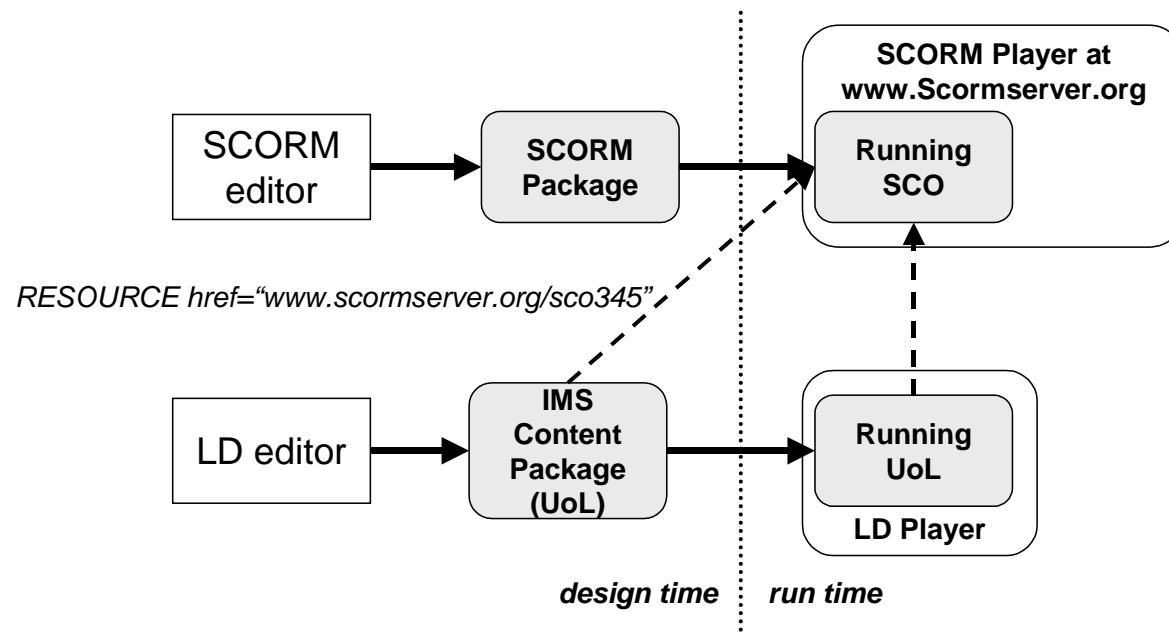 SCORM Player at
www.Scormserver.org
SCORM
editor
SCORM
Package
Running
SCO
RESOURCE href=“www.scormserver.org/sco345”
LD editor
IMS
Content
Package
(UoL)
Running
UoL
LD Player
design time
run time